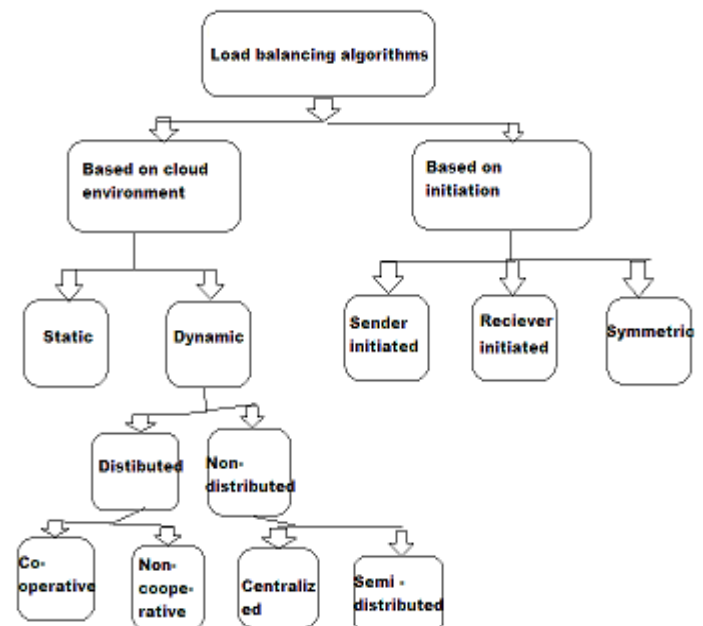 Load balancing algorithms
Based on cloud
environment
Based on
initiation
Static
Dynamic
Sender
initiated
Reciever
initiated
Symmetric
Distibuted
Non-
distributed
Co-
operative
Non-
coope-
rative
Centraliz
ed
Semi -
distributed